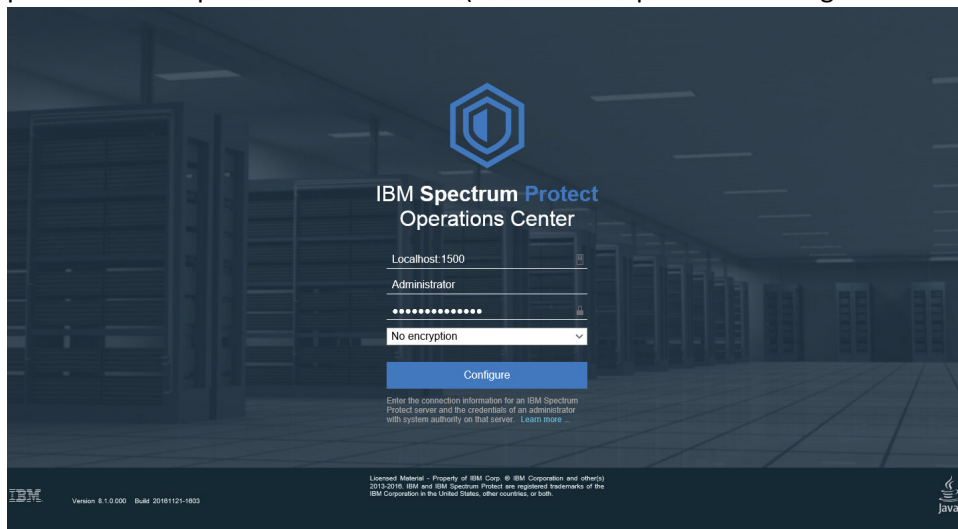 IBM Spectrum Protect
Operations Center
Localhost:1500
Administrator
●●●●●●●●●●●●●●
No encryption
Configure
Enter the connection information for an IBM Spectrum
Protect server and the credentials of an administrator
with system authority on that server. Learn more ...
Licensed Material - Property of IBM Corp. © IBM Corporation and other(s)
2013-2016. IBM and IBM Spectrum Protect are registered trademarks of the
IBM Corporation in the United States, other countries, or both.
IBM
Version 8.1.0.000 Build 20161121-1603
Java